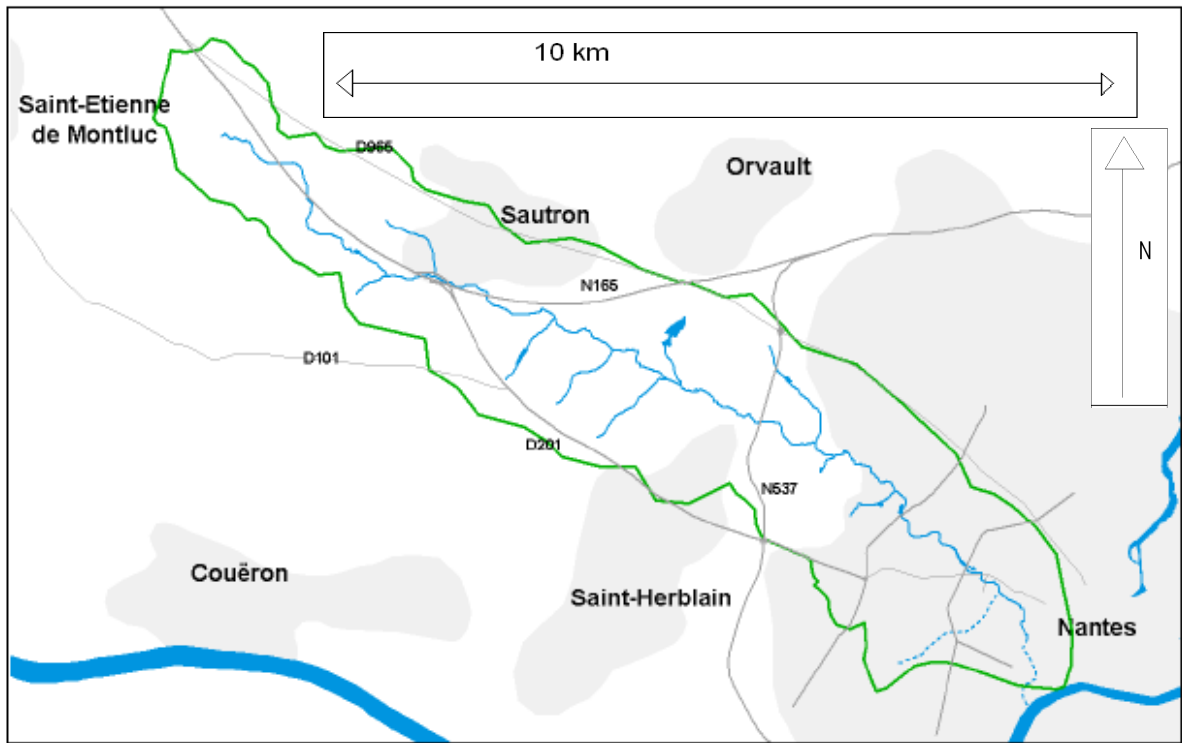 10 km
Saint-Etienne
de Montluc
D965
Orvault
Sautron
N
N165
D101
D201
N537
Couëron
Saint-Herblain
Nantes